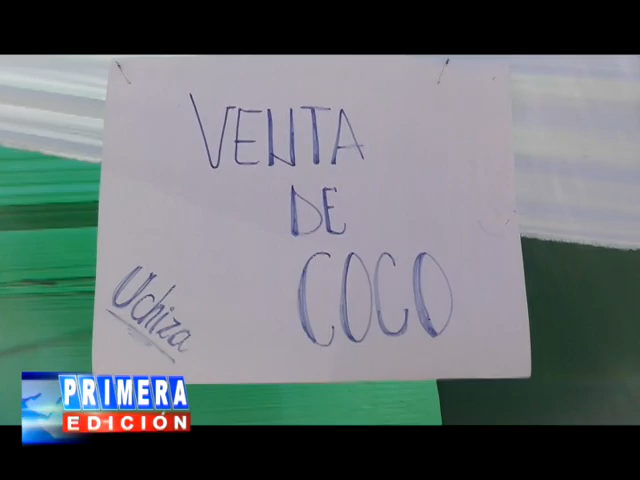 VENTA
DE
COCO
Uchiza
PRIMERA
EDICIÓN